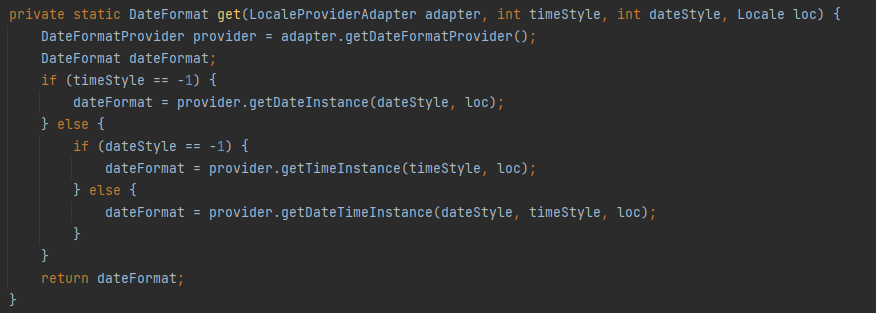 private static DateFormat get(LocaleProviderAdapter adapter, int timeStyle, int dateStyle, Locale loc) {
    DateFormatProvider provider = adapter.getDateFormatProvider();
    DateFormat dateFormat;
    if (timeStyle == -1) {
        dateFormat = provider.getDateInstance(dateStyle, loc);
    } else {
        if (dateStyle == -1) {
            dateFormat = provider.getTimeInstance(timeStyle, loc);
        } else {
            dateFormat = provider.getDateTimeInstance(dateStyle, timeStyle, loc);
        }
    }
    return dateFormat;
}